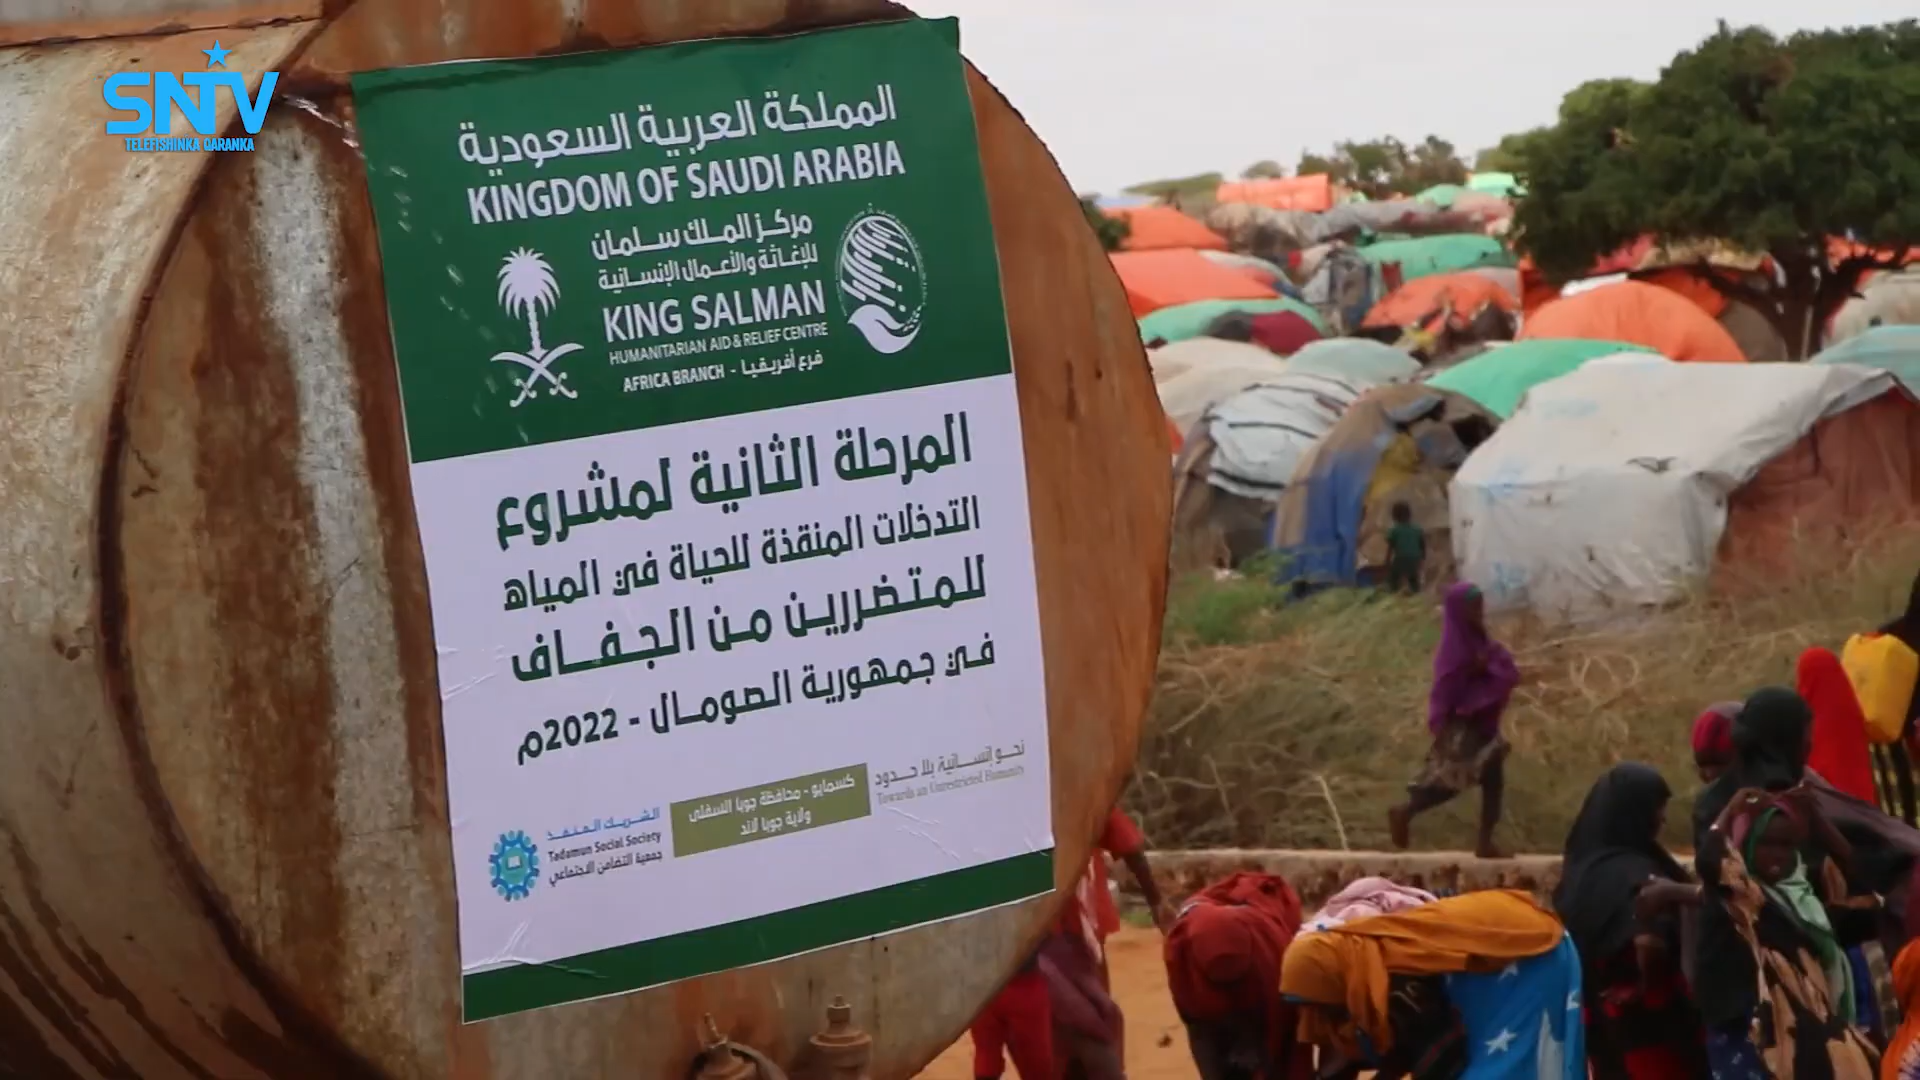 SNTV
TELEFISHINKA QARANKA
المملكة العربية السعودية
KINGDOM OF SAUDI ARABIA
مركز الملك سلمان
للإغاثة والأعمال الإنسانية
KING SALMAN
HUMANITARIAN AID & RELIEF CENTRE
AFRICA BRANCH - فرع أفريقيا
المرحلة الثانية لمشروع
التدخلات المنقذة للحياة في المياه
للمتضررين من الجفاف
في جمهورية الصومال - 2022م
نحو إنسانية بلا حدود
Towards an Unrestricted Humanity
كسمايو - محافظة جوبا السفلى
ولاية جوبا لاند
الشريك المنفذ
Tadamun Social Society
جمعية التضامن الاجتماعي